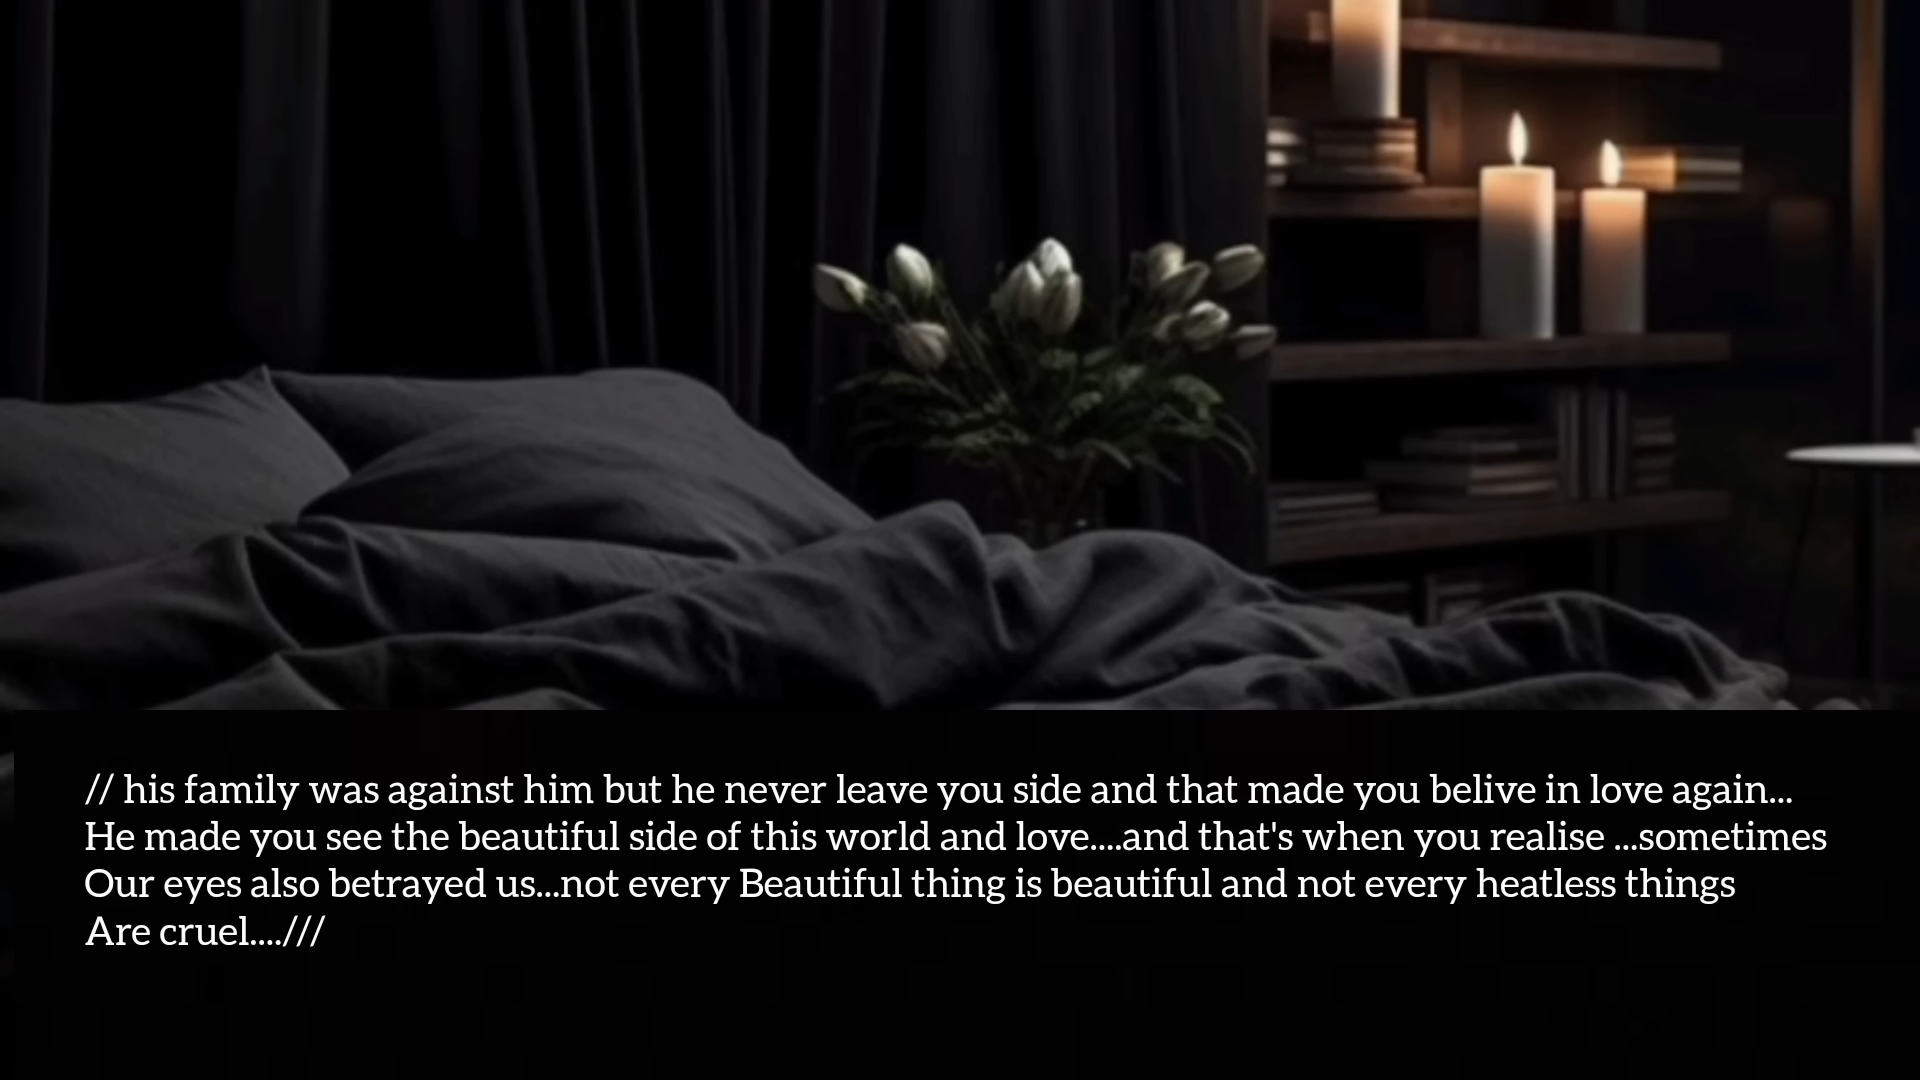 // his family was against him but he never leave you side and that made you belive in love again...
He made you see the beautiful side of this world and love....and that's when you realise ...sometimes
Our eyes also betrayed us...not every Beautiful thing is beautiful and not every heatless things
Are cruel....///